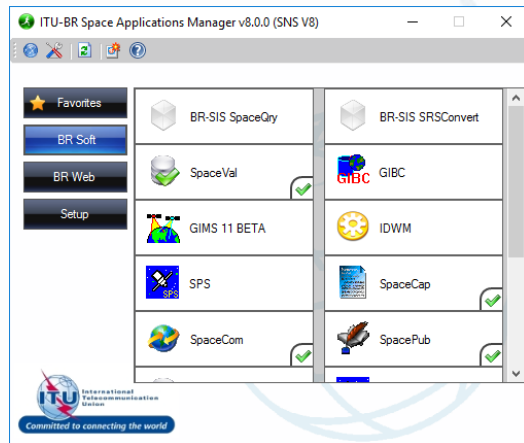 ITU-BR Space Applications Manager v8.0.0 (SNS V8)
Favorites
BR Soft
BR Web
Setup
BR-SIS SpaceQry
BR-SIS SRSConvert
SpaceVal
GIBC
GIBC
GIMS 11 BETA
IDWM
SPS
SPS
SpaceCap
SpaceCom
SpacePub
ITU
International
Telecommunication
Union
Committed to connecting the world